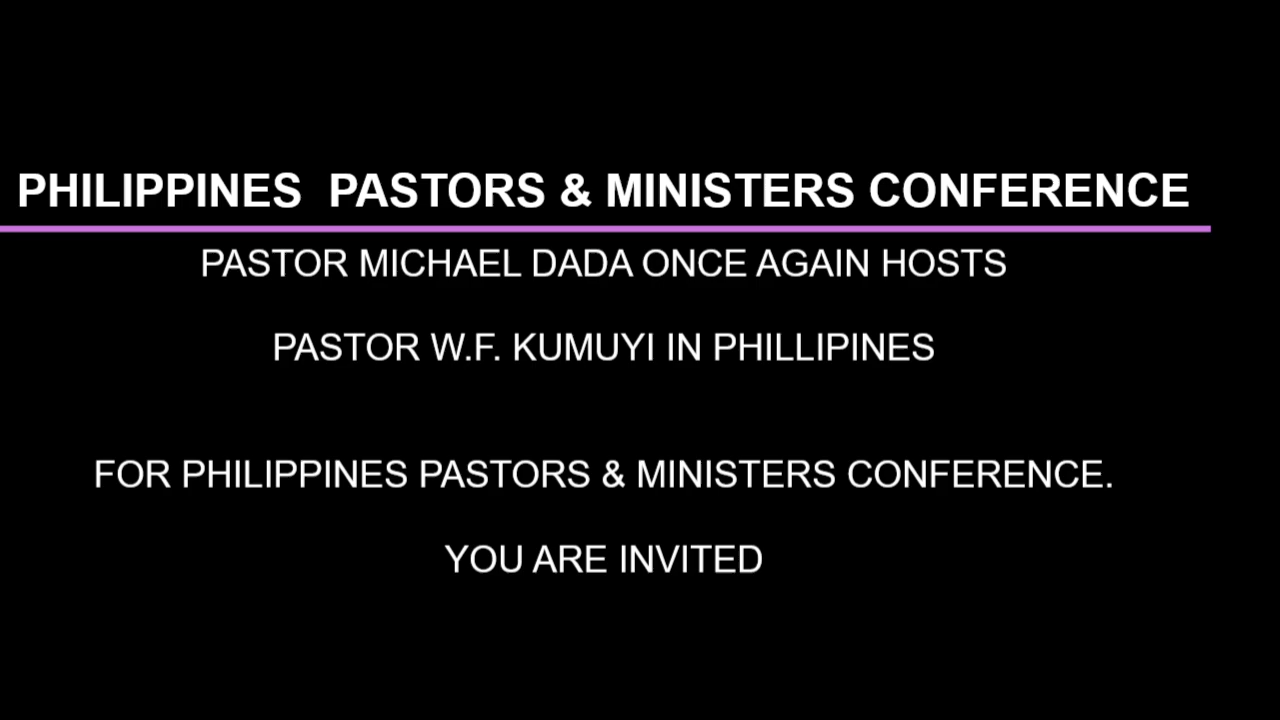 PHILIPPINES PASTORS & MINISTERS CONFERENCE
PASTOR MICHAEL DADA ONCE AGAIN HOSTS
PASTOR W.F. KUMUYI IN PHILLIPINES
FOR PHILIPPINES PASTORS & MINISTERS CONFERENCE.
YOU ARE INVITED